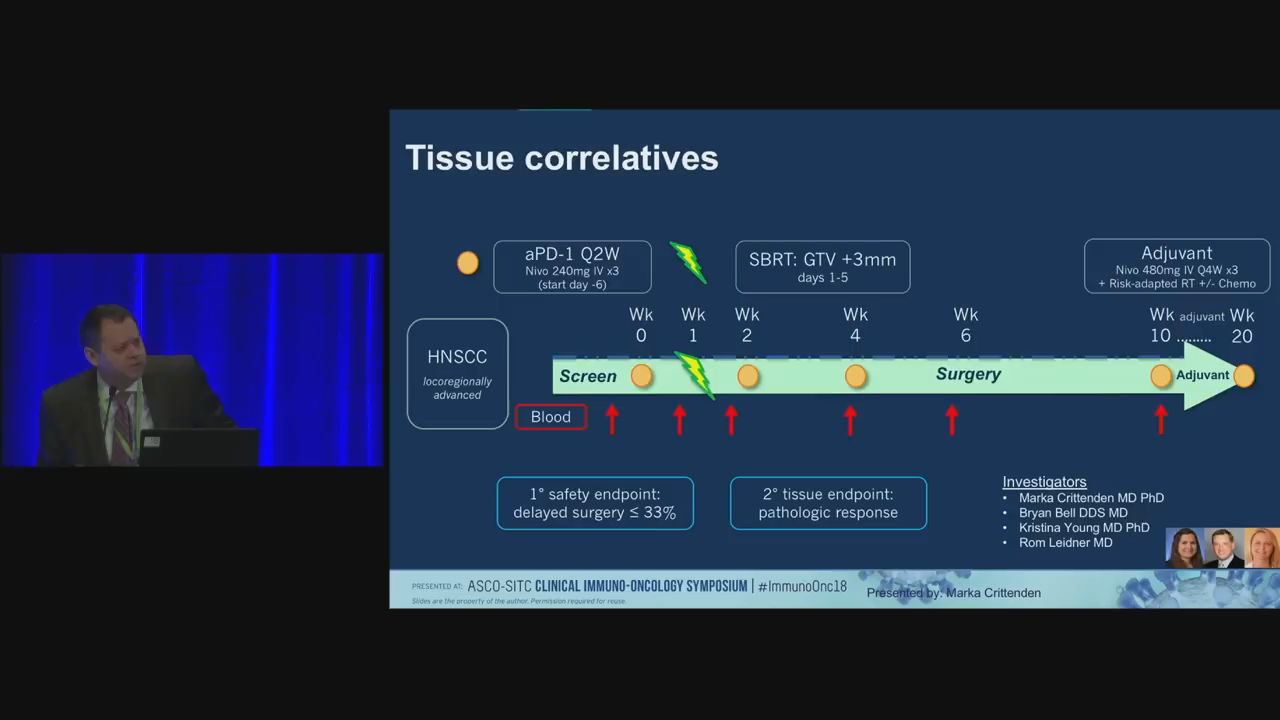 Tissue correlatives
aPD-1 Q2W
Nivo 240mg IV x3
(start day -6)
SBRT: GTV +3mm
days 1-5
Adjuvant
Nivo 480mg IV Q4W x3
+ Risk-adapted RT +/- Chemo
Wk Wk Wk Wk Wk Wk adjuvant Wk
0 1 2 4 6 10 ......... 20
HNSCC
locoregionally
advanced
Screen Surgery Adjuvant
Blood
1° safety endpoint:
delayed surgery ≤ 33%
2° tissue endpoint:
pathologic response
Investigators
• Marka Crittenden MD PhD
• Bryan Bell DDS MD
• Kristina Young MD PhD
• Rom Leidner MD
PRESENTED AT: ASCO-SITC CLINICAL IMMUNO-ONCOLOGY SYMPOSIUM | #ImmunoOnc18
Slides are the property of the author. Permission required for reuse.
Presented by: Marka Crittenden